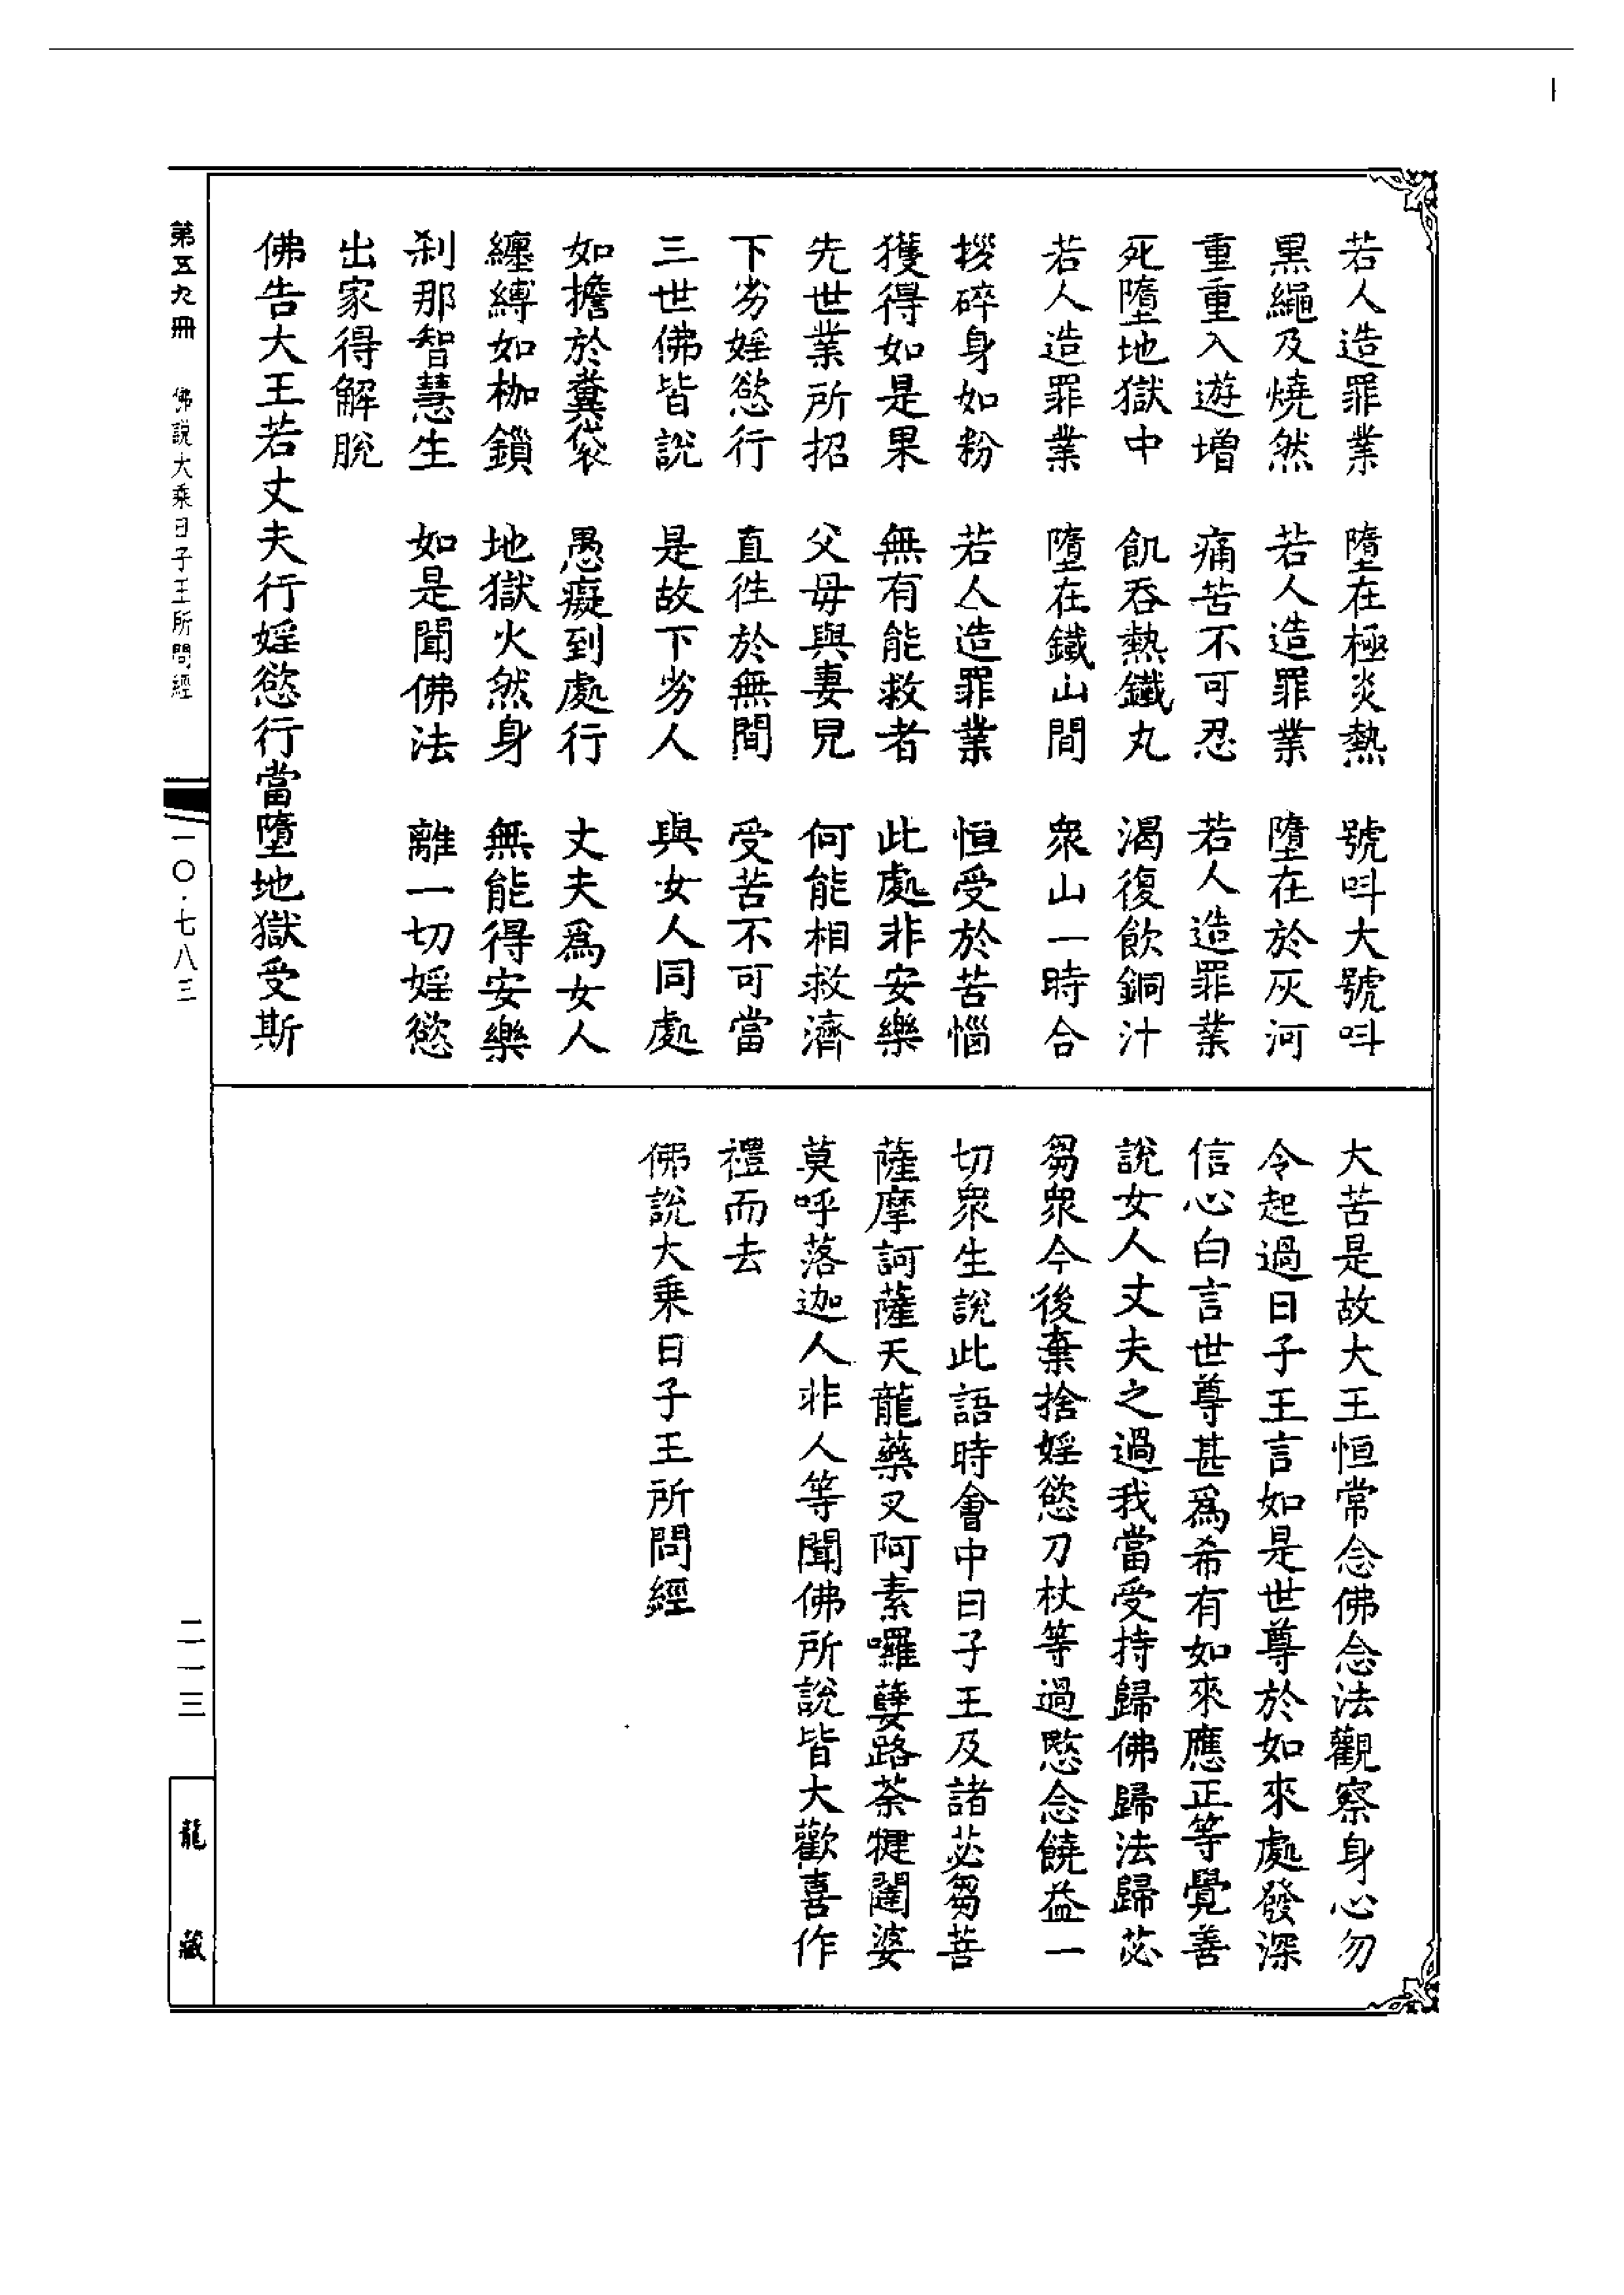 若人造罪業　墮在極炎熱　號呌大號呌
黒繩及燒然　若人造罪業　墮在於灰河
重重入遊增　痛苦不可忍　若人造罪業
死墮地獄中　飢吞熱鐵丸　渴復飲銅汁
若人造罪業　墮在鐵山間　衆山一時合
拶碎身如粉　若人造罪業　恒受於苦惱
獲得如是果　無有能救者　此處非安樂
先世業所招　父母與妻兒　何能相救濟
下劣婬慾行　直徃於無間　受苦不可當
三世佛皆說　是故下劣人　與女人同處
如擔於糞袋　愚癡到處行　丈夫爲女人
纏縛如枷鎖　地獄火然身　無能得安樂
刹那智慧生　如是聞佛法　離一切婬慾
出家得解脫
佛告大王若丈夫行婬慾行當墮地獄受斯
大苦是故大王恒常念佛念法觀察身心勿
令起過日子王言如是世尊於如來處發深
信心白言世尊甚爲希有如來應正等覺善
說女人丈夫之過我當受持歸佛歸法歸苾
芻衆今後棄捨婬慾刀杖等過愍念饒益一
切衆生說此語時會中日子王及諸苾芻菩
薩摩訶薩天龍藥叉阿素囉蘖路荼犍闥婆
莫呼落迦人非人等聞佛所說皆大歡喜作
禮而去
佛說大乘日子王所問經
第五九冊　佛說大乘日子王所問經
一〇·七八三
二一三
龍藏